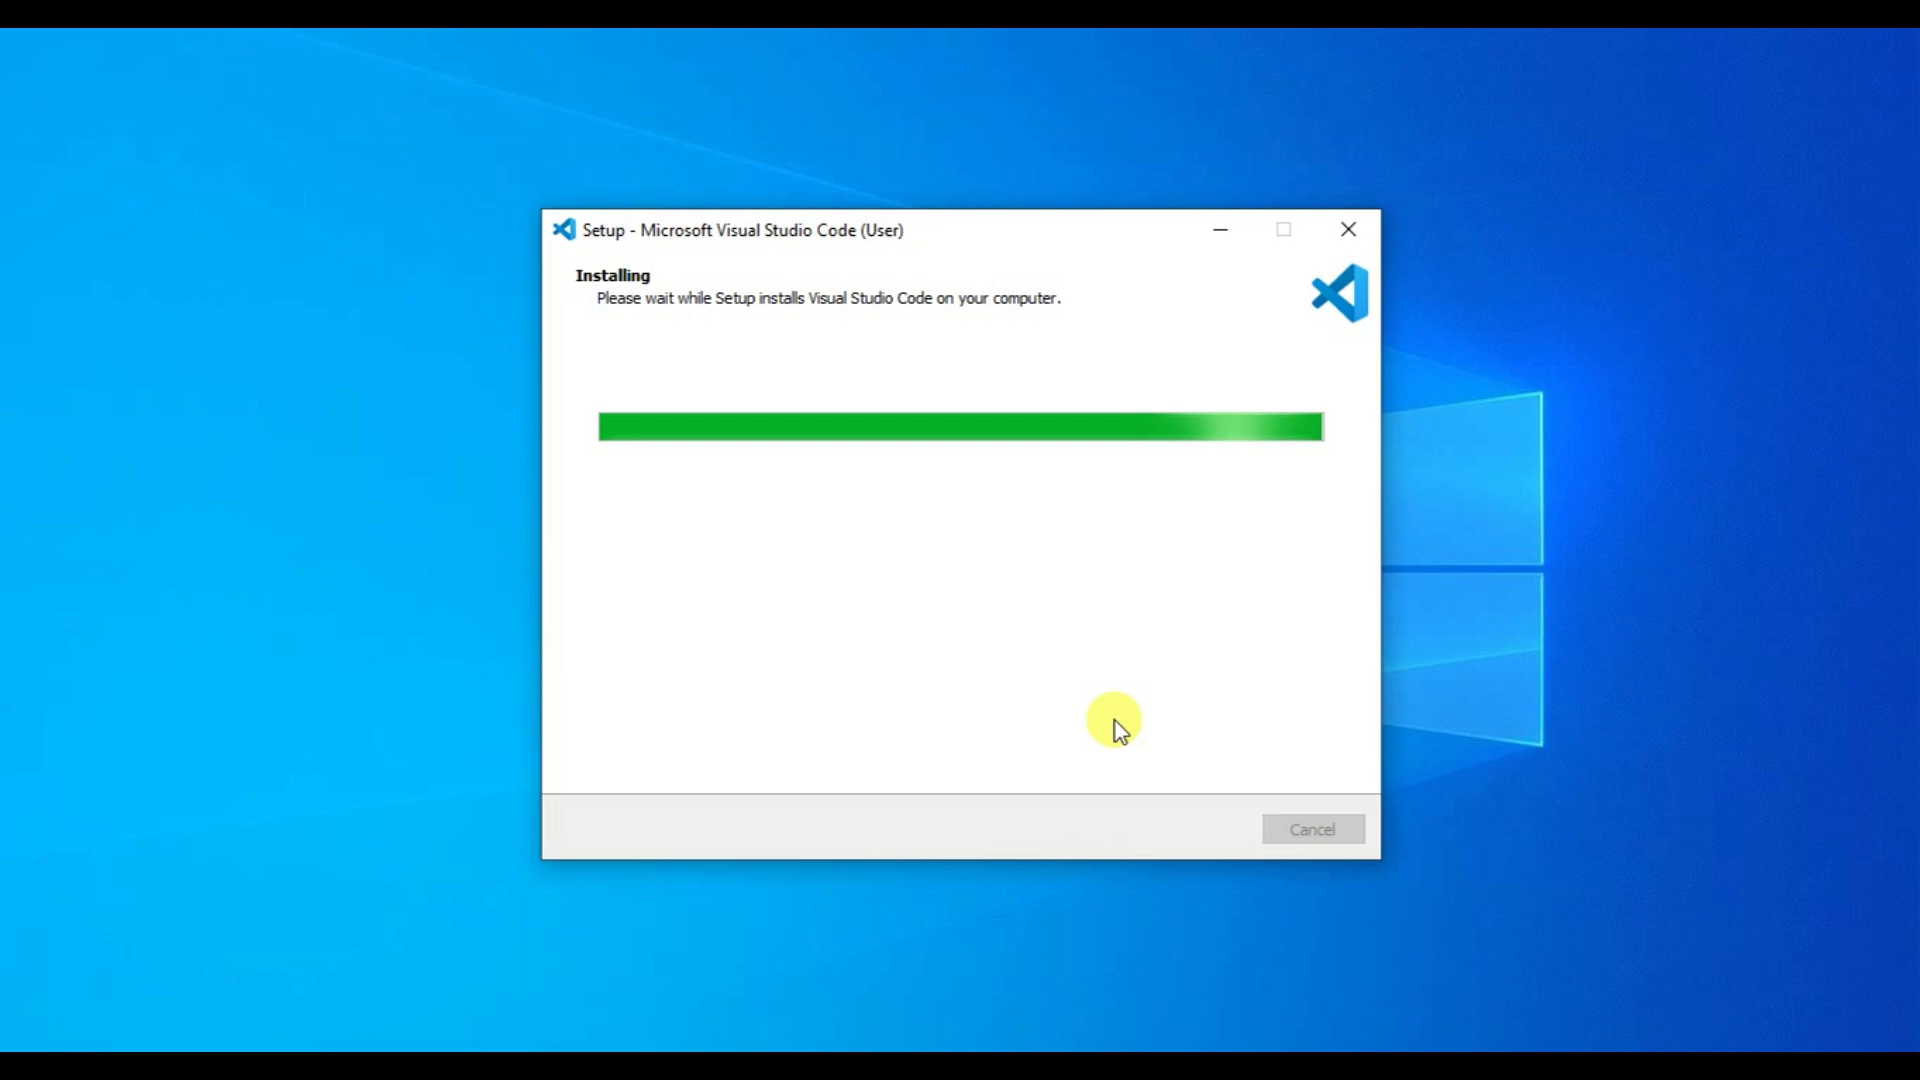 Setup - Microsoft Visual Studio Code (User)
Installing
Please wait while Setup installs Visual Studio Code on your computer.
Cancel